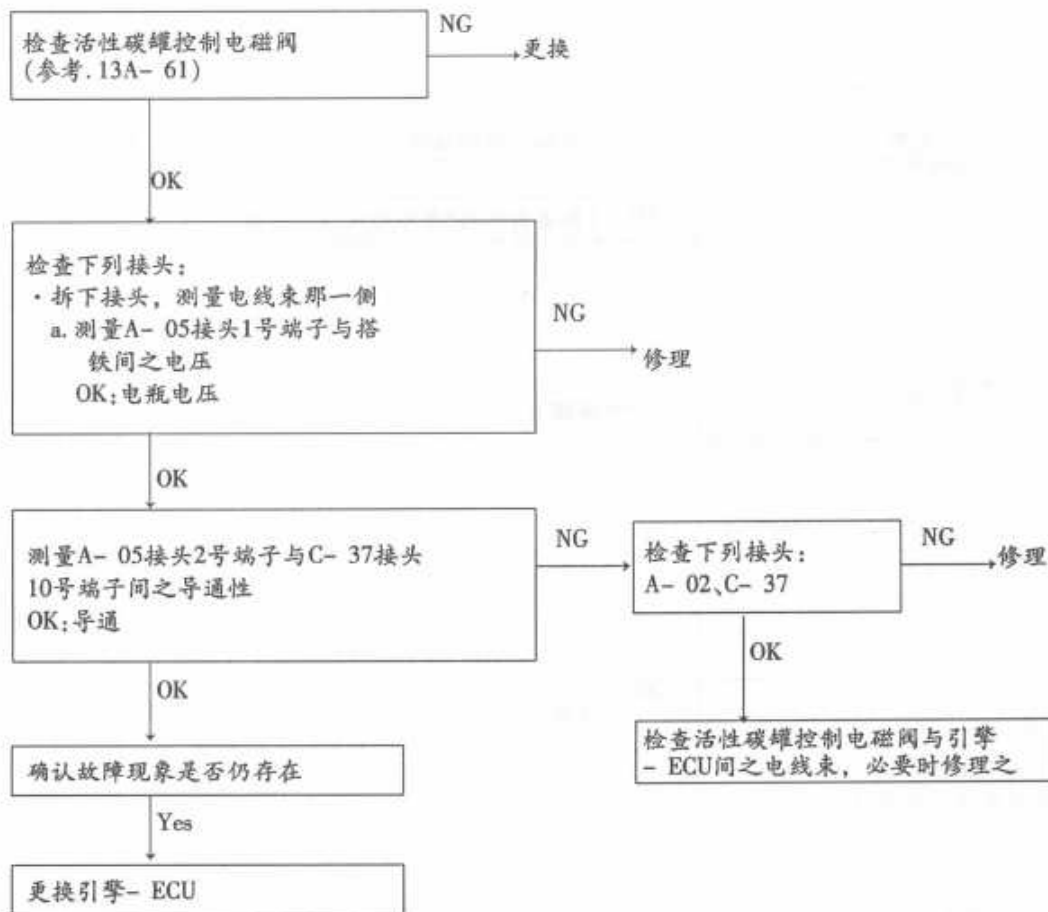 检查活性碳罐控制电磁阀
(参考.13A- 61)
NG
更换
OK
检查下列接头:
·拆下接头，测量电线束那一侧
a.测量A- 05接头1号端子与搭
铁间之电压
OK;电瓶电压
NG
修理
OK
测量A- 05接头2号端子与C- 37接头
10号端子间之导通性
OK;导通
NG
检查下列接头:
A- 02、C- 37
NG
修理
OK
检查活性碳罐控制电磁阀与引擎
- ECU间之电线束，必要时修理之
OK
确认故障现象是否仍存在
Yes
更换引擎- ECU